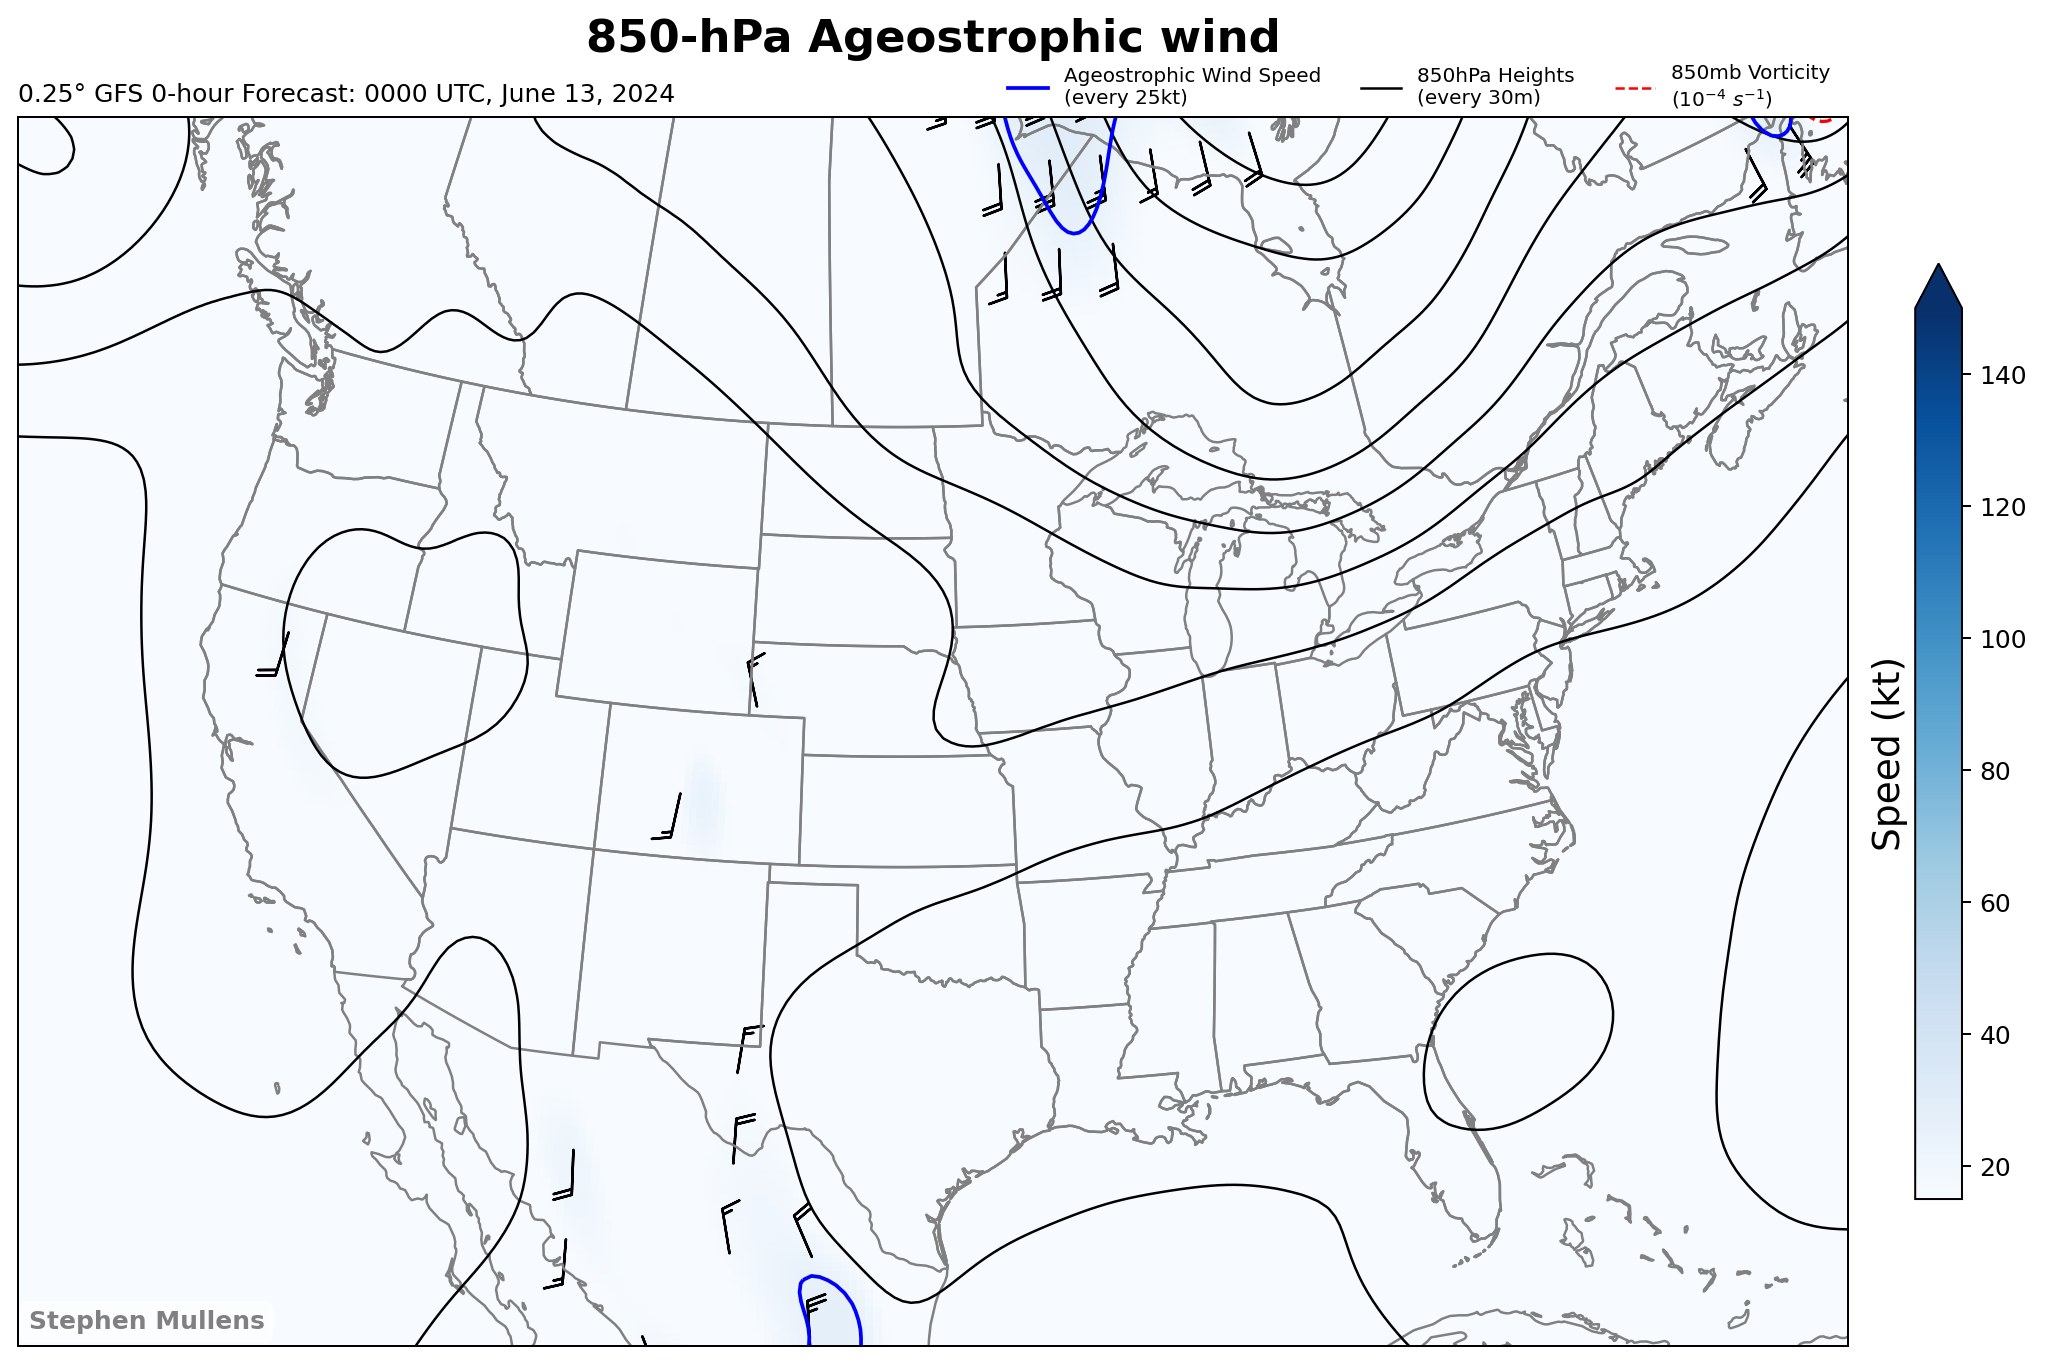 850-hPa Ageostrophic wind
0.25° GFS 0-hour Forecast: 0000 UTC, June 13, 2024
Ageostrophic Wind Speed
(every 25kt)
850hPa Heights
(every 30m)
850mb Vorticity
(10⁻⁴ s⁻¹)
140
120
100
80
60
40
20
Speed (kt)
Stephen Mullens